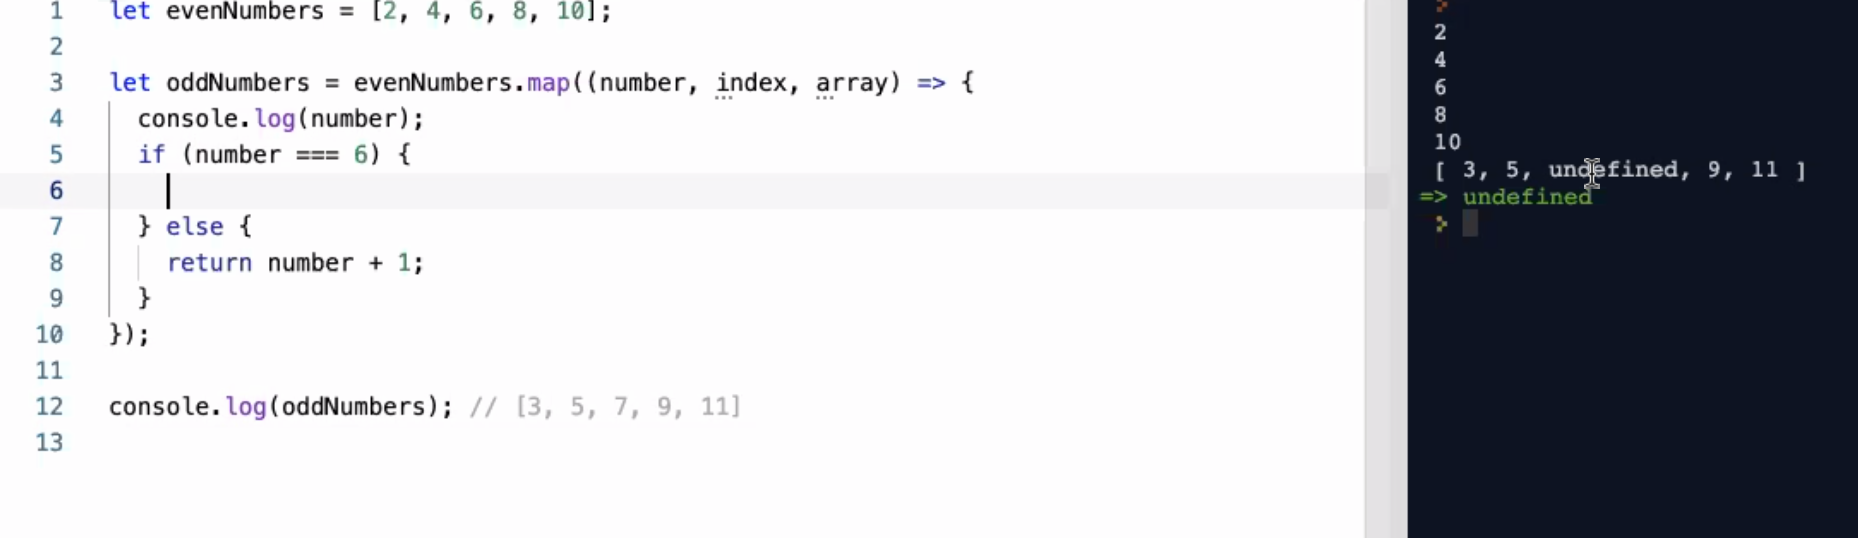 1 let evenNumbers = [2, 4, 6, 8, 10];
2
3 let oddNumbers = evenNumbers.map((number, index, array) => {
4 console.log(number);
5 if (number === 6) {
6
7 } else {
8 return number + 1;
9 }
10 });
11
12 console.log(oddNumbers); // [3, 5, 7, 9, 11]
13
2
4
6
8
10
[ 3, 5, undefined, 9, 11 ]
=> undefined